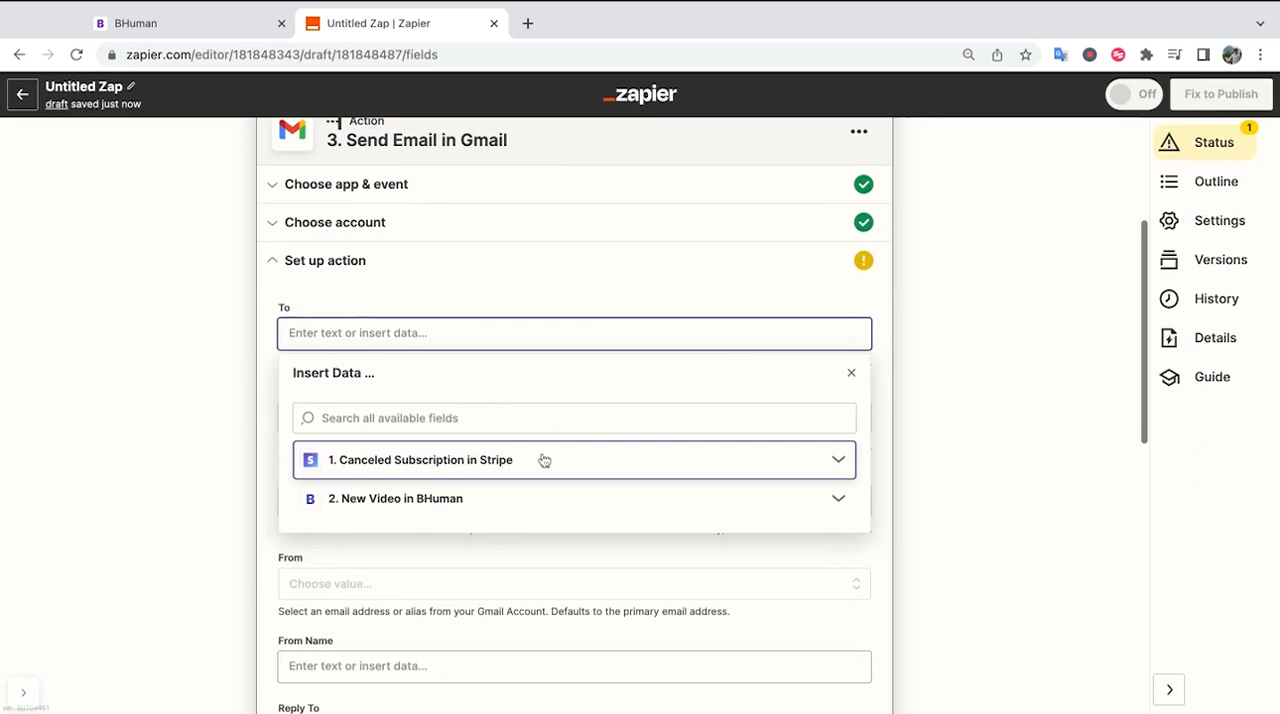 BHuman
Untitled Zap | Zapier
zapier.com/editor/181848343/draft/181848487/fields
Untitled Zap
draft saved just now
_zapier
Off
Fix to Publish
Action
3. Send Email in Gmail
Choose app & event
Choose account
Set up action
To
Enter text or insert data...
Insert Data ...
Search all available fields
1. Canceled Subscription in Stripe
2. New Video in BHuman
From
Choose value...
Select an email address or alias from your Gmail Account. Defaults to the primary email address.
From Name
Enter text or insert data...
Reply To
1
Status
Outline
Settings
Versions
History
Details
Guide